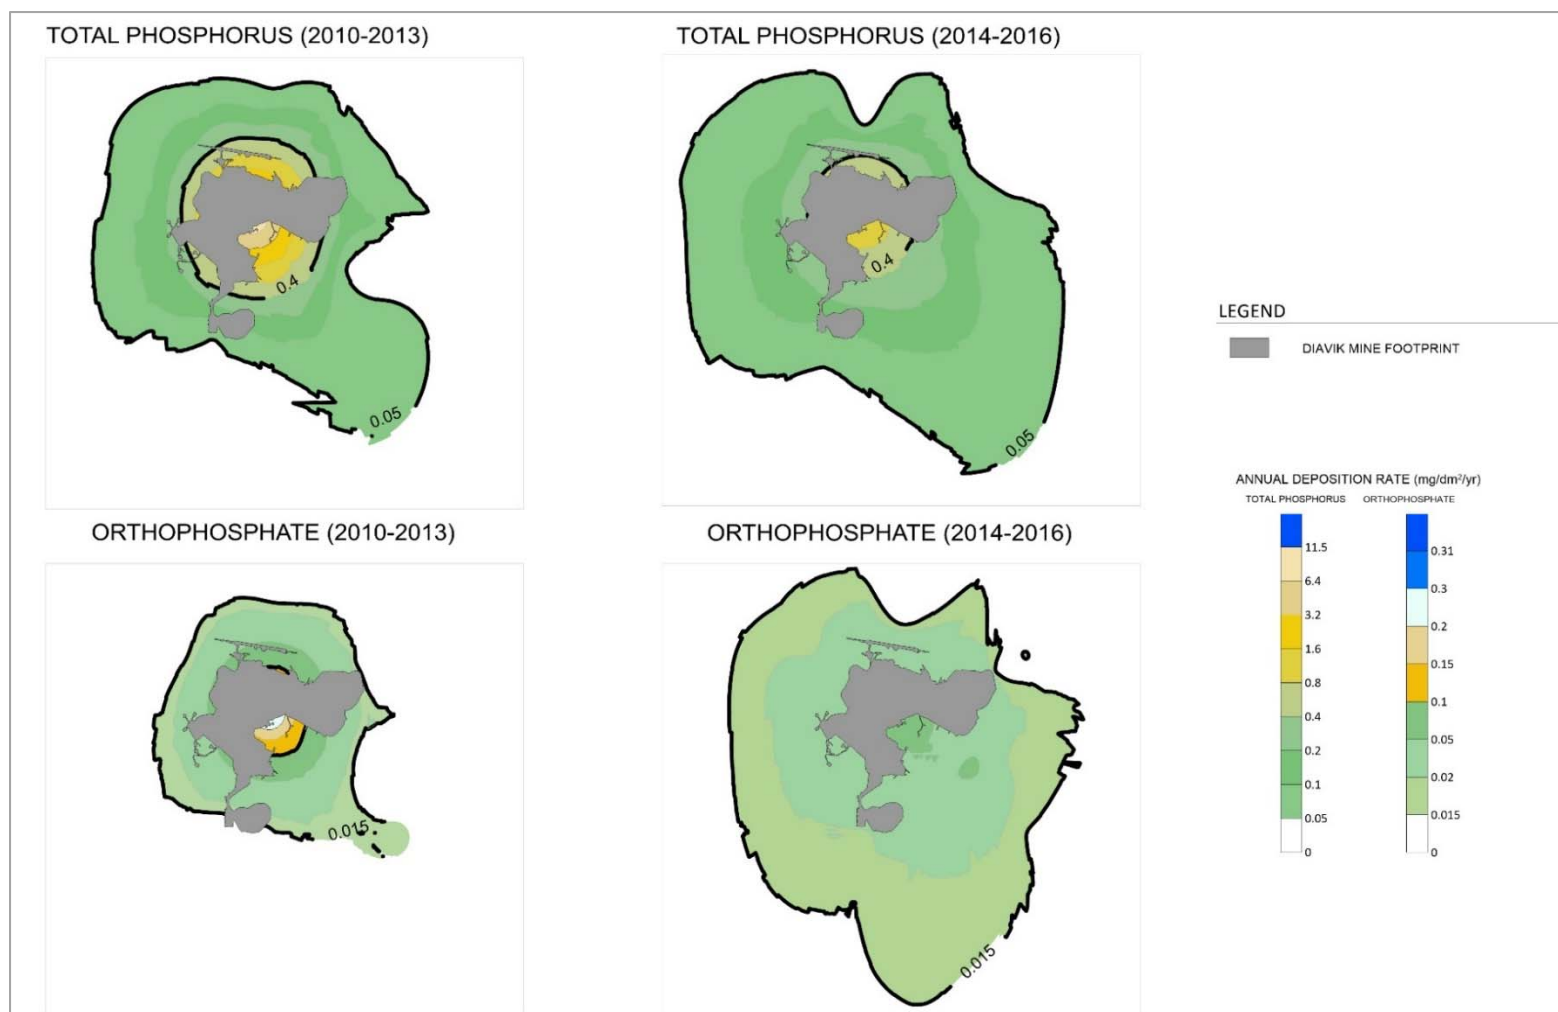 TOTAL PHOSPHORUS (2010-2013)
TOTAL PHOSPHORUS (2014-2016)
0.4
0.05
0.4
0.05
ORTHOPHOSPHATE (2010-2013)
ORTHOPHOSPHATE (2014-2016)
0.015
0.015
LEGEND
DIAVIK MINE FOOTPRINT
ANNUAL DEPOSITION RATE (mg/dm²/yr)
TOTAL PHOSPHORUS
11.5
6.4
3.2
1.6
0.8
0.4
0.2
0.1
0.05
0
ORTHOPHOSPHATE
0.31
0.3
0.2
0.15
0.1
0.05
0.02
0.015
0